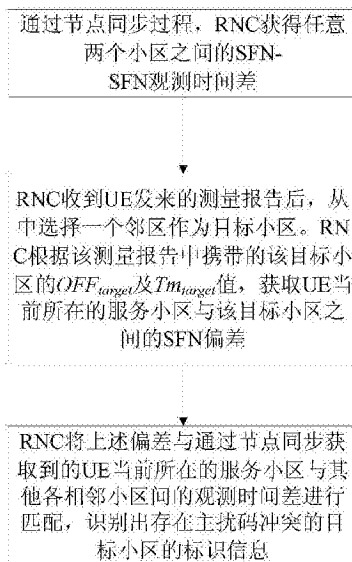 通过节点同步过程，RNC获得任意
两个小区之间的SFN-
SFN观测时间差
RNC收到UE发来的测量报告后，从
中选择一个邻区作为目标小区。RN
C根据该测量报告中携带的该目标小
区的OFFtarget及Tmtarget值，获取UE当
前所在的服务小区与该目标小区之
间的SFN偏差
RNC将上述偏差与通过节点同步获
取到的UE当前所在的服务小区与其
他各相邻小区间的观测时间差进行
匹配，识别出存在主扰码冲突的目
标小区的标识信息